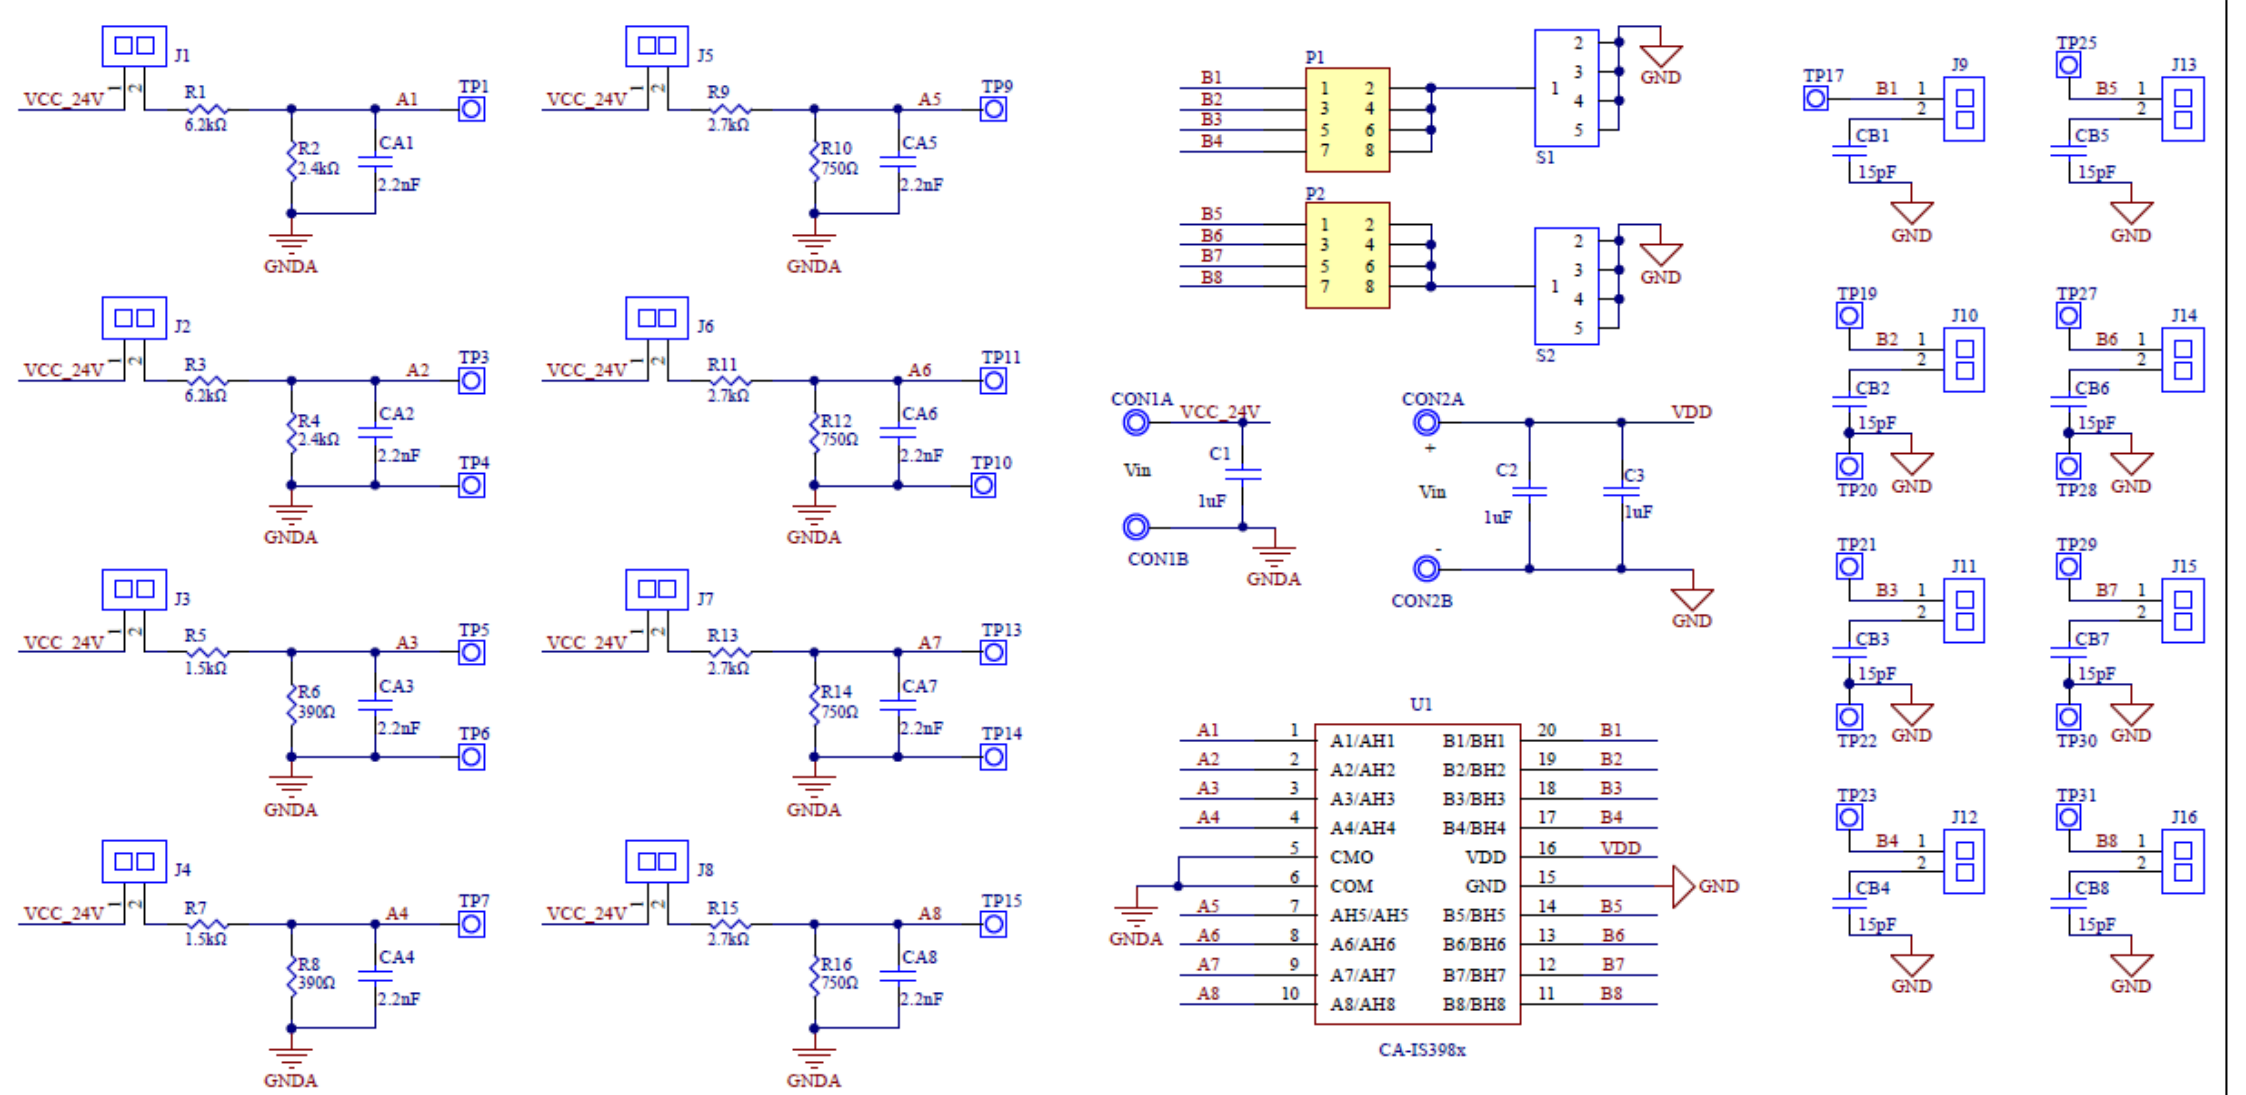 J1
VCC_24V
1
2
R1
6.2kΩ
A1
TP1
R2
2.4kΩ
CA1
2.2nF
GNDA
J2
VCC_24V
1
2
R3
6.2kΩ
A2
TP3
R4
2.4kΩ
CA2
2.2nF
TP4
GNDA
J3
VCC_24V
1
2
R5
1.5kΩ
A3
TP5
R6
390Ω
CA3
2.2nF
TP6
GNDA
J4
VCC_24V
1
2
R7
1.5kΩ
A4
TP7
R8
390Ω
CA4
2.2nF
GNDA
J5
VCC_24V
1
2
R9
2.7kΩ
A5
TP9
R10
750Ω
CA5
2.2nF
GNDA
J6
VCC_24V
1
2
R11
2.7kΩ
A6
TP11
R12
750Ω
CA6
2.2nF
TP10
GNDA
J7
VCC_24V
1
2
R13
2.7kΩ
A7
TP13
R14
750Ω
CA7
2.2nF
TP14
GNDA
J8
VCC_24V
1
2
R15
2.7kΩ
A8
TP15
R16
750Ω
CA8
2.2nF
GNDA
P1
B1 1 2
B2 3 4
B3 5 6
B4 7 8
1
2
3
4
5
S1
GND
P2
B5 1 2
B6 3 4
B7 5 6
B8 7 8
1
2
3
4
5
S2
GND
CON1A
VCC_24V
C1
Vin
1uF
CON1B
GNDA
CON2A
VDD
+
C2
C3
Vin
1uF
1uF
-
CON2B
GND
U1
A1 1 A1/AH1 B1/BH1 20 B1
A2 2 A2/AH2 B2/BH2 19 B2
A3 3 A3/AH3 B3/BH3 18 B3
A4 4 A4/AH4 B4/BH4 17 B4
5 CMO VDD 16 VDD
6 COM GND 15 GND
A5 7 AH5/AH5 B5/BH5 14 B5
A6 8 A6/AH6 B6/BH6 13 B6
A7 9 A7/AH7 B7/BH7 12 B7
A8 10 A8/AH8 B8/BH8 11 B8
GNDA
CA-IS398x
TP17
J9
B1 1
2
CB1
15pF
GND
TP19
J10
B2 1
2
CB2
15pF
TP20
GND
TP21
J11
B3 1
2
CB3
15pF
TP22
GND
TP23
J12
B4 1
2
CB4
15pF
GND
TP25
J13
B5 1
2
CB5
15pF
GND
TP27
J14
B6 1
2
CB6
15pF
TP28
GND
TP29
J15
B7 1
2
CB7
15pF
TP30
GND
TP31
J16
B8 1
2
CB8
15pF
GND